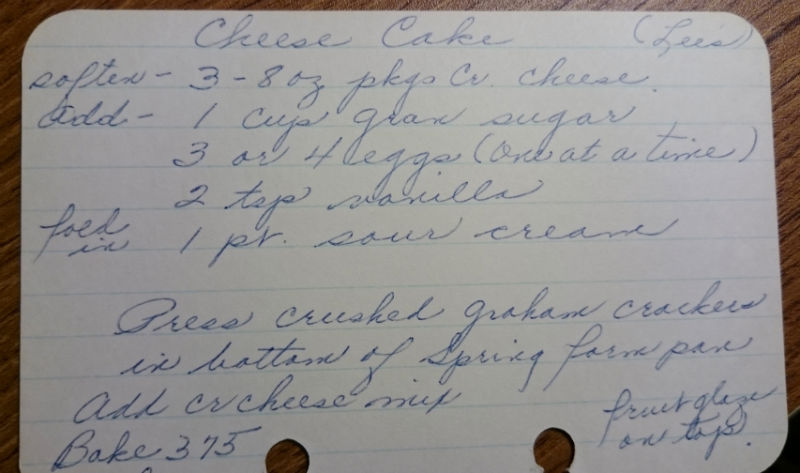 Cheese Cake (Lee's)
soften - 3 - 8 oz pkgs Cr. cheese.
add - 1 cup gran sugar
3 or 4 eggs (one at a time)
2 tsp vanilla
fold in 1 pt. sour cream
Press crushed graham crackers
in bottom of Spring form pan
Add cr cheese mix
Bake 375
fruit glaze
on top.